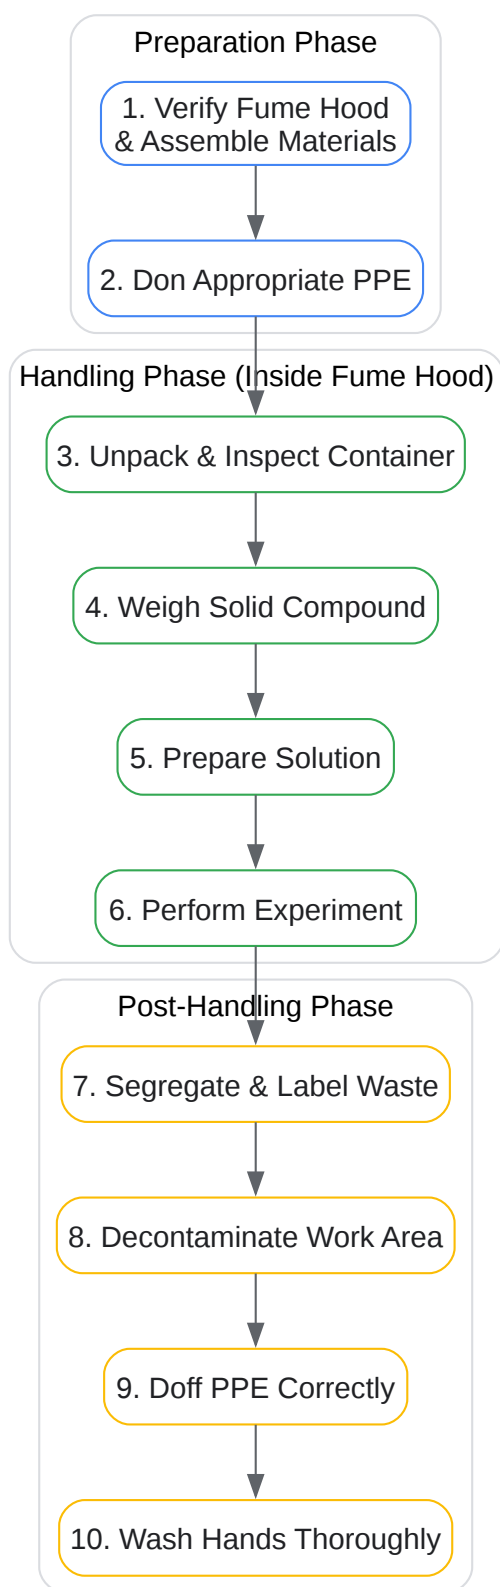 Preparation Phase
1. Verify Fume Hood
& Assemble Materials
2. Don Appropriate PPE
Handling Phase (Inside Fume Hood)
3. Unpack & Inspect Container
4. Weigh Solid Compound
5. Prepare Solution
6. Perform Experiment
Post-Handling Phase
7. Segregate & Label Waste
8. Decontaminate Work Area
9. Doff PPE Correctly
10. Wash Hands Thoroughly